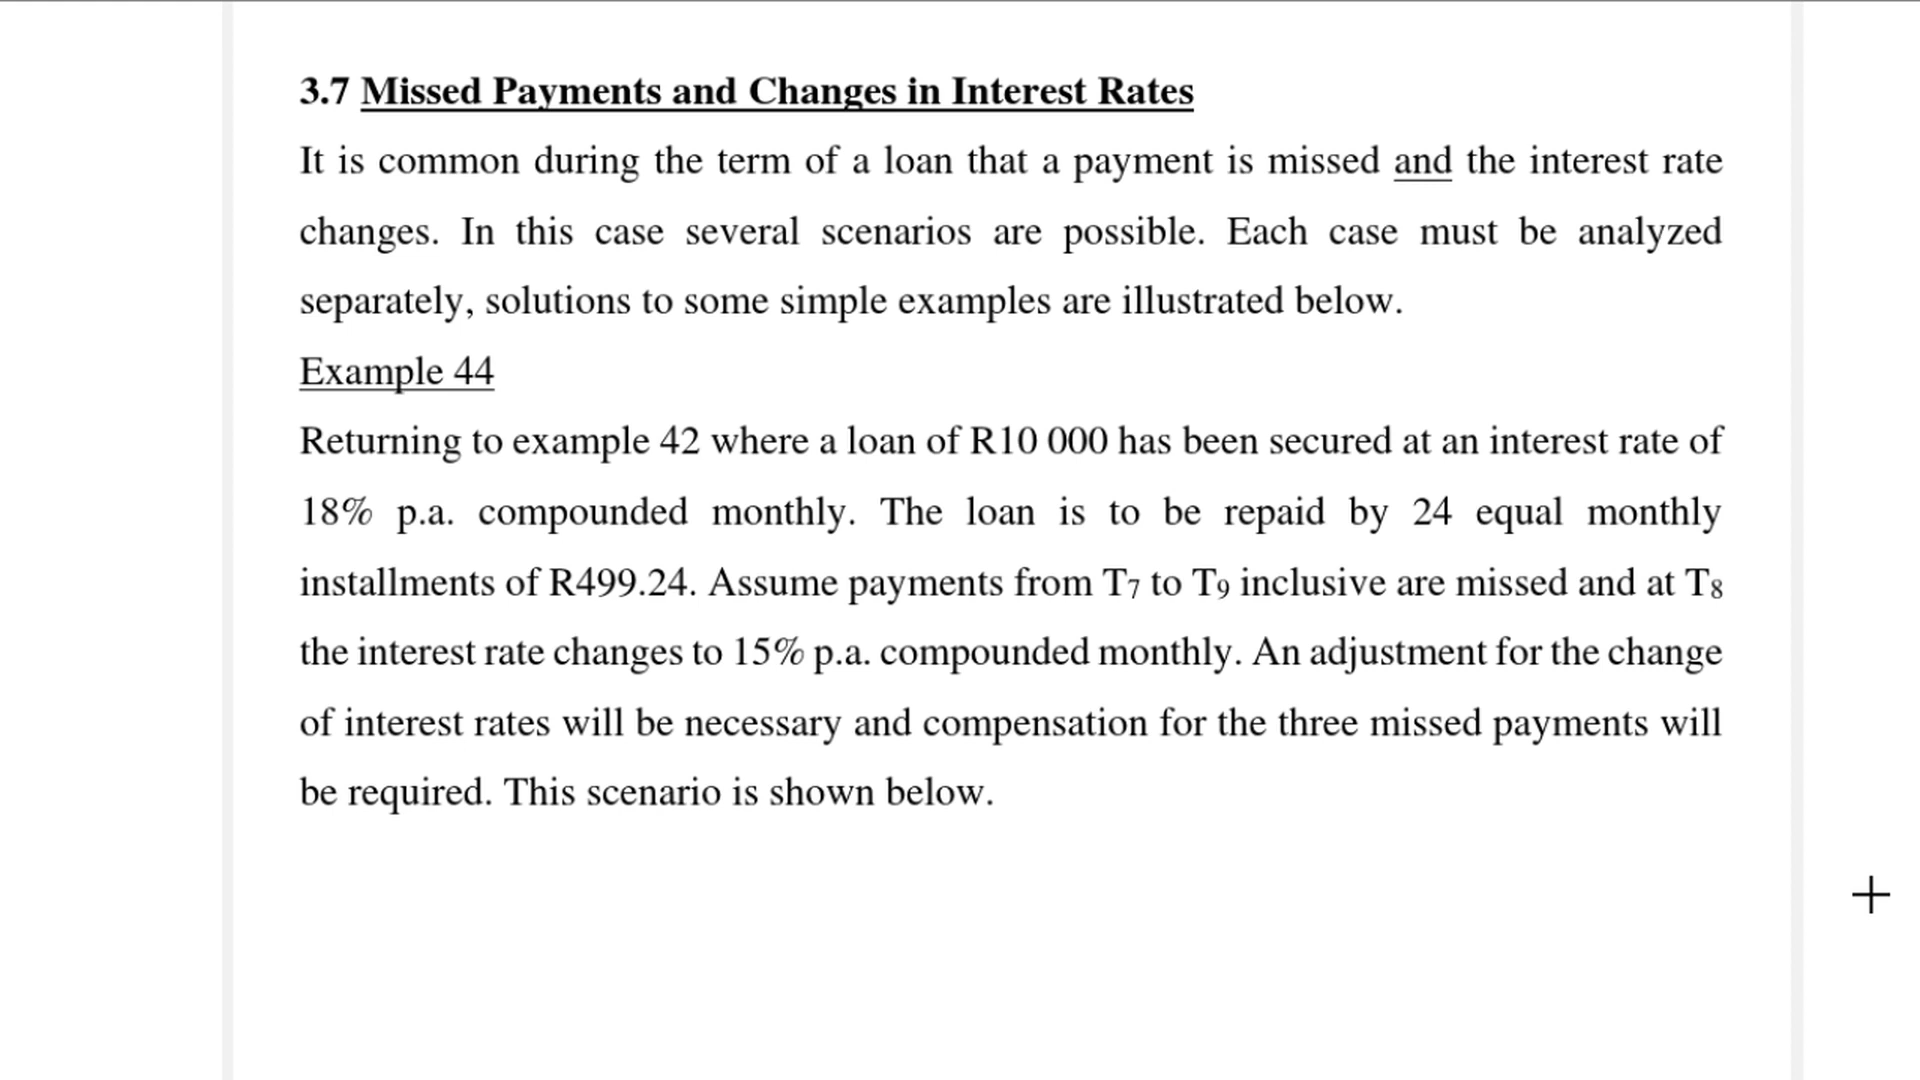 3.7 Missed Payments and Changes in Interest Rates
It is common during the term of a loan that a payment is missed and the interest rate
changes. In this case several scenarios are possible. Each case must be analyzed
separately, solutions to some simple examples are illustrated below.
Example 44
Returning to example 42 where a loan of R10 000 has been secured at an interest rate of
18% p.a. compounded monthly. The loan is to be repaid by 24 equal monthly
installments of R499.24. Assume payments from T7 to T9 inclusive are missed and at T8
the interest rate changes to 15% p.a. compounded monthly. An adjustment for the change
of interest rates will be necessary and compensation for the three missed payments will
be required. This scenario is shown below.